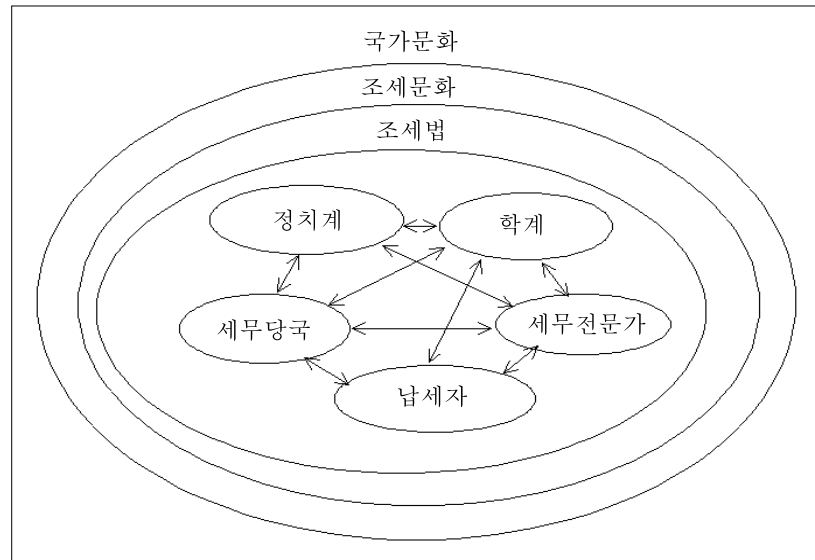 국가문화
조세문화
조세법
정치계
학계
세무당국
세무전문가
납세자